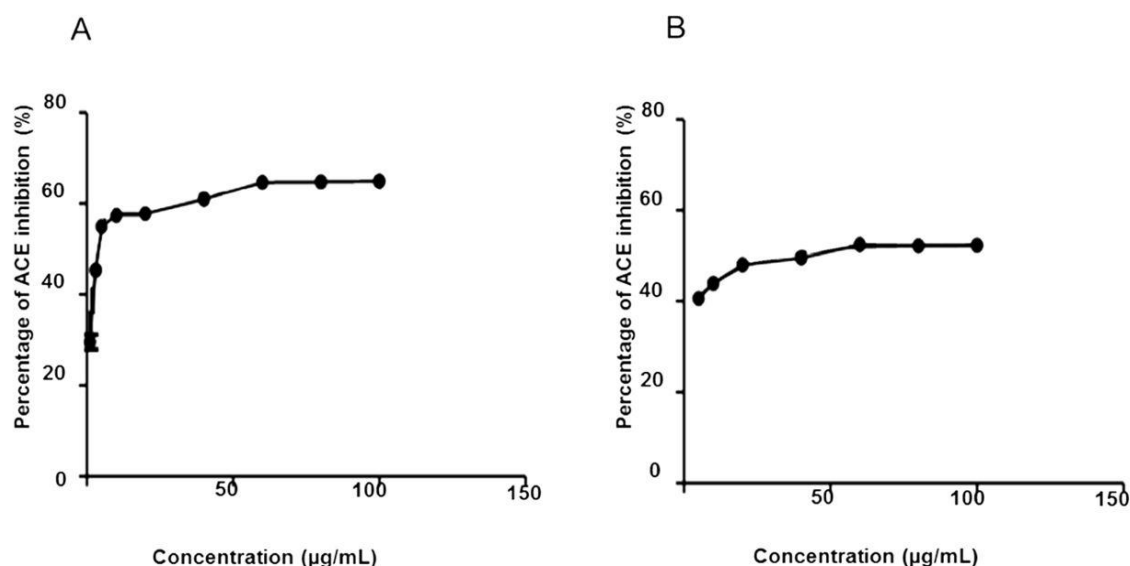 A
Percentage of ACE inhibition (%)
80
60
40
20
0
50
100
150
Concentration (µg/mL)
B
Percentage of ACE inhibition (%)
80
60
40
20
0
50
100
150
Concentration (µg/mL)